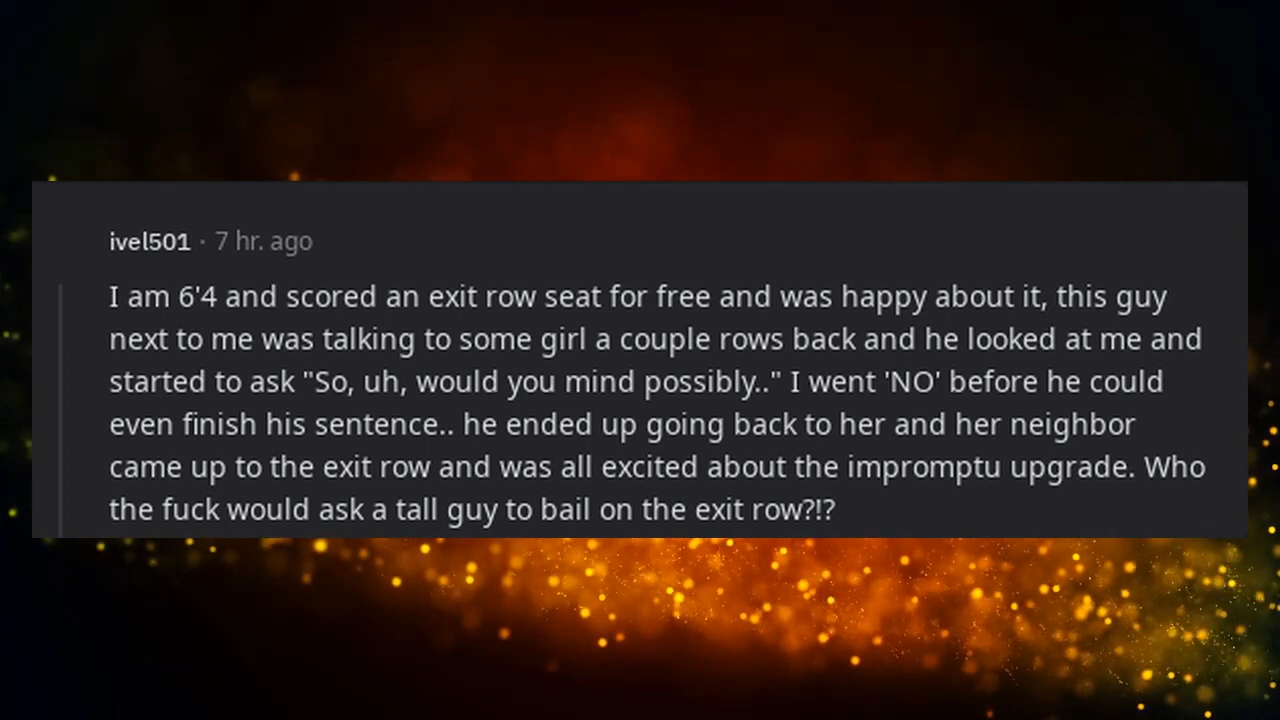 ivel501 · 7 hr. ago
I am 6'4 and scored an exit row seat for free and was happy about it, this guy
next to me was talking to some girl a couple rows back and he looked at me and
started to ask "So, uh, would you mind possibly.." I went 'NO' before he could
even finish his sentence.. he ended up going back to her and her neighbor
came up to the exit row and was all excited about the impromptu upgrade. Who
the fuck would ask a tall guy to bail on the exit row?!?